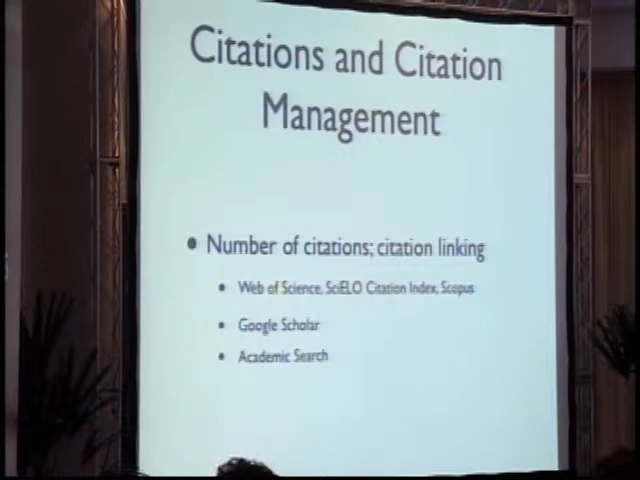 Citations and Citation
Management
• Number of citations; citation linking
• Web of Science, SciELO Citation Index, Scopus
• Google Scholar
• Academic Search